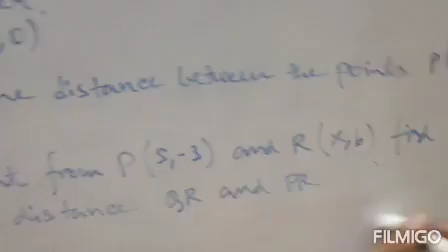 ,c)
distance between the points P(
from P(5,-3) and R(x,6) find
distance QR and PR
FILMIGO